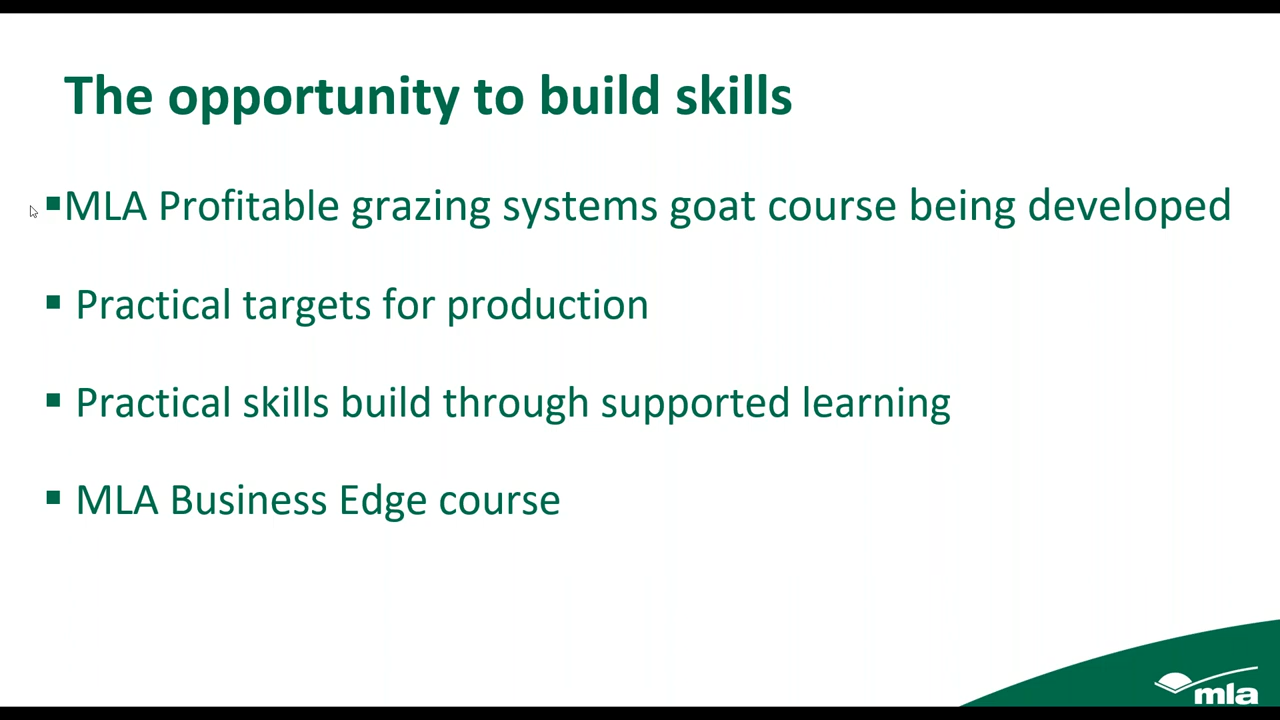 The opportunity to build skills
▪MLA Profitable grazing systems goat course being developed
▪ Practical targets for production
▪ Practical skills build through supported learning
▪ MLA Business Edge course
mla